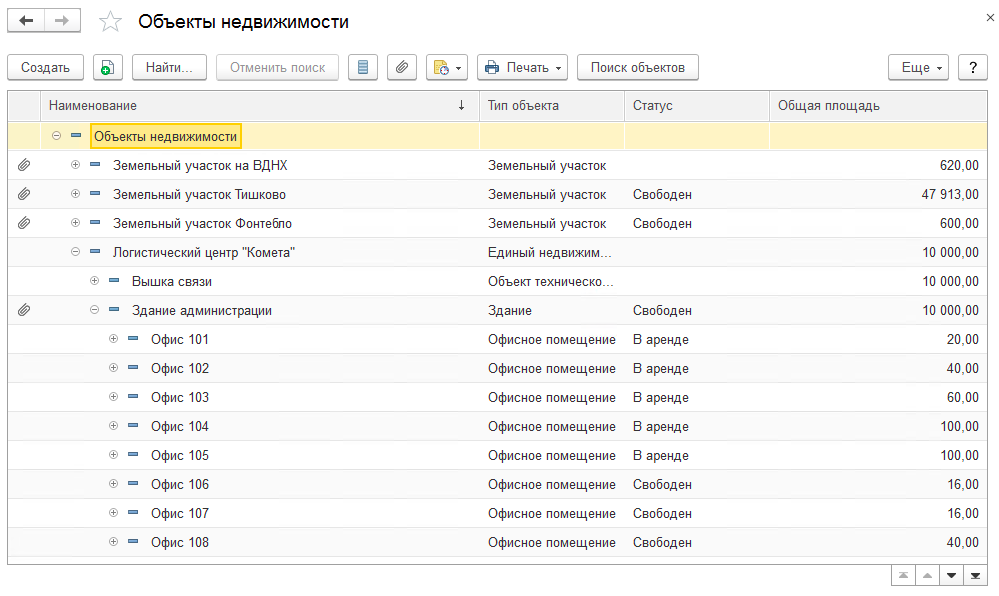 Объекты недвижимости
Создать Найти... Отменить поиск Печать Поиск объектов Еще ?
Наименование Тип объекта Статус Общая площадь
Объекты недвижимости
Земельный участок на ВДНХ Земельный участок 620,00
Земельный участок Тишково Земельный участок Свободен 47 913,00
Земельный участок Фонтебло Земельный участок Свободен 600,00
Логистический центр "Комета" Единый недвижим... 10 000,00
Вышка связи Объект техническо... 10 000,00
Здание администрации Здание Свободен 10 000,00
Офис 101 Офисное помещение В аренде 20,00
Офис 102 Офисное помещение В аренде 40,00
Офис 103 Офисное помещение В аренде 60,00
Офис 104 Офисное помещение В аренде 100,00
Офис 105 Офисное помещение В аренде 100,00
Офис 106 Офисное помещение Свободен 16,00
Офис 107 Офисное помещение Свободен 16,00
Офис 108 Офисное помещение Свободен 40,00